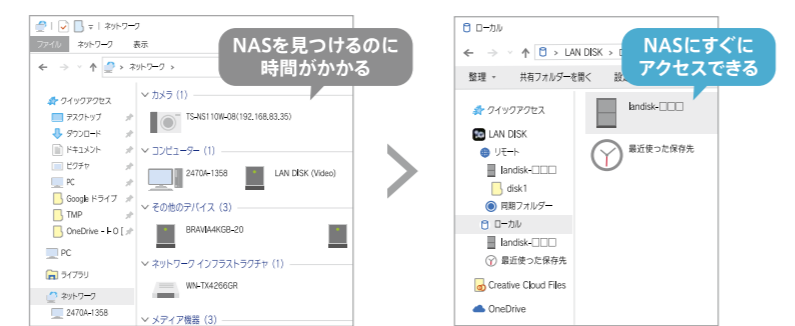 ネットワーク
ファイル ネットワーク 表示
ネットワーク
NASを見つけるのに
時間がかかる
クイックアクセス
デスクトップ
ダウンロード
ドキュメント
ピクチャ
PC
Google ドライブ
TMP
OneDrive - I-O [
PC
ライブラリ
ネットワーク
2470A-1358
カメラ (1)
TS-NS110W-08(192,168,83,35)
コンピューター (1)
2470A-1358
LAN DISK (Video)
その他のデバイス (3)
BRAVIA4KGB-20
ネットワーク インフラストラクチャ (1)
WN-TX4266GR
メディア機器 (3)
ローカル
LAN DISK
NASにすぐに
アクセスできる
整理 共有フォルダーを開く
クイックアクセス
LAN DISK
リモート
landisk-□□□
disk1
同期フォルダー
ローカル
landisk-□□□
最近使った保存先
Creative Cloud Files
OneDrive
landisk-□□□
最近使った保存先